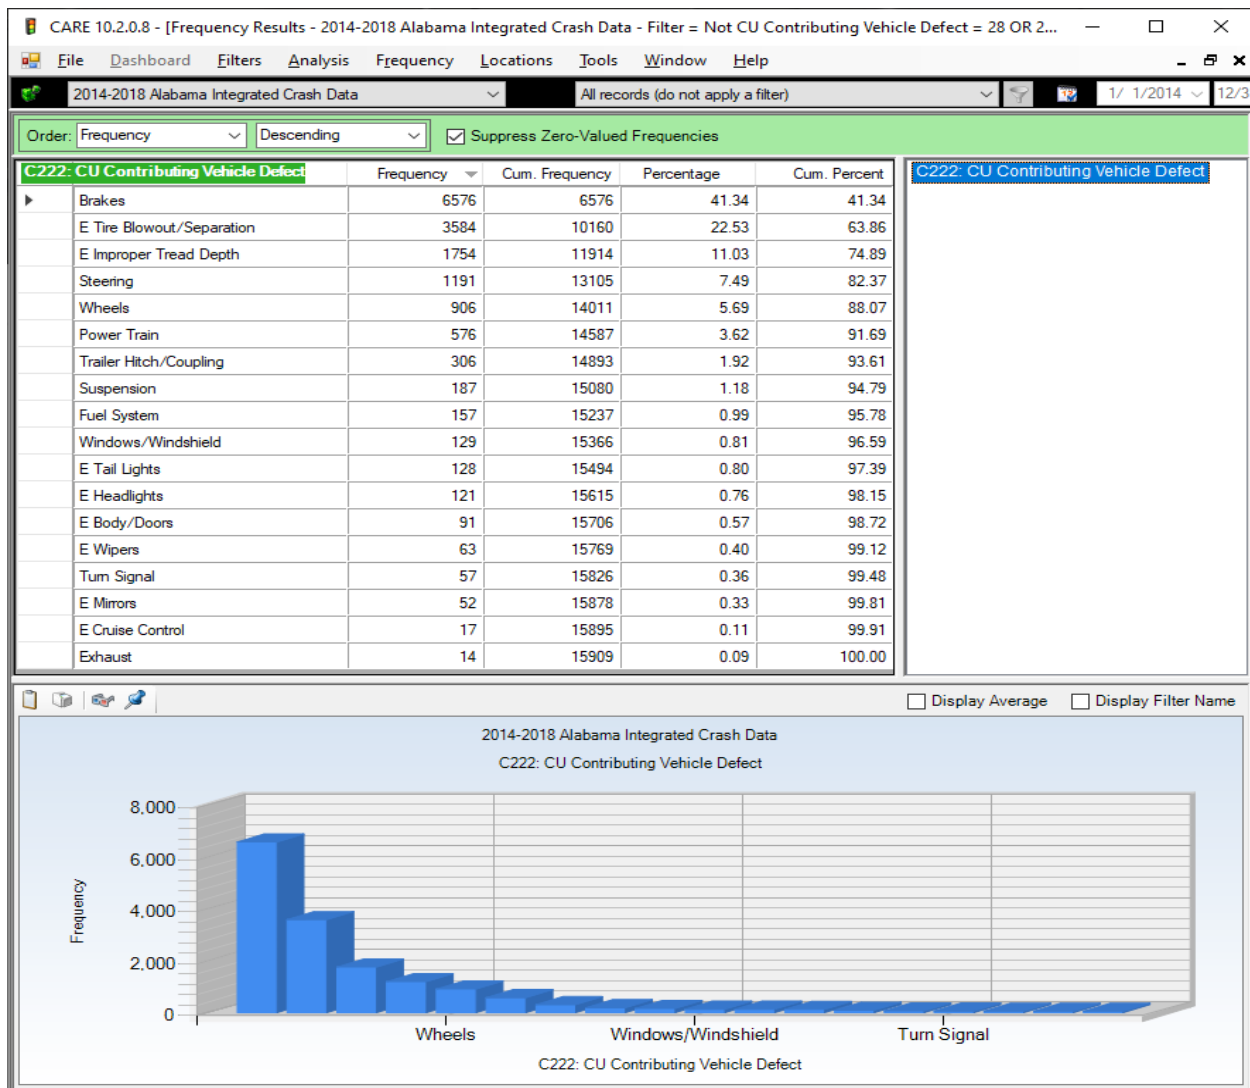 CARE 10.2.0.8 - [Frequency Results - 2014-2018 Alabama Integrated Crash Data - Filter = Not CU Contributing Vehicle Defect = 28 OR 2...
File Dashboard Filters Analysis Frequency Locations Tools Window Help
2014-2018 Alabama Integrated Crash Data All records (do not apply a filter) 1/ 1/2014 12/3
Order: Frequency Descending Suppress Zero-Valued Frequencies
C222: CU Contributing Vehicle Defect Frequency Cum. Frequency Percentage Cum. Percent C222: CU Contributing Vehicle Defect
Brakes 6576 6576 41.34 41.34
E Tire Blowout/Separation 3584 10160 22.53 63.86
E Improper Tread Depth 1754 11914 11.03 74.89
Steering 1191 13105 7.49 82.37
Wheels 906 14011 5.69 88.07
Power Train 576 14587 3.62 91.69
Trailer Hitch/Coupling 306 14893 1.92 93.61
Suspension 187 15080 1.18 94.79
Fuel System 157 15237 0.99 95.78
Windows/Windshield 129 15366 0.81 96.59
E Tail Lights 128 15494 0.80 97.39
E Headlights 121 15615 0.76 98.15
E Body/Doors 91 15706 0.57 98.72
E Wipers 63 15769 0.40 99.12
Turn Signal 57 15826 0.36 99.48
E Mirrors 52 15878 0.33 99.81
E Cruise Control 17 15895 0.11 99.91
Exhaust 14 15909 0.09 100.00
Display Average Display Filter Name
2014-2018 Alabama Integrated Crash Data
C222: CU Contributing Vehicle Defect
8,000
6,000
4,000
2,000
0
Frequency
Wheels Windows/Windshield Turn Signal
C222: CU Contributing Vehicle Defect